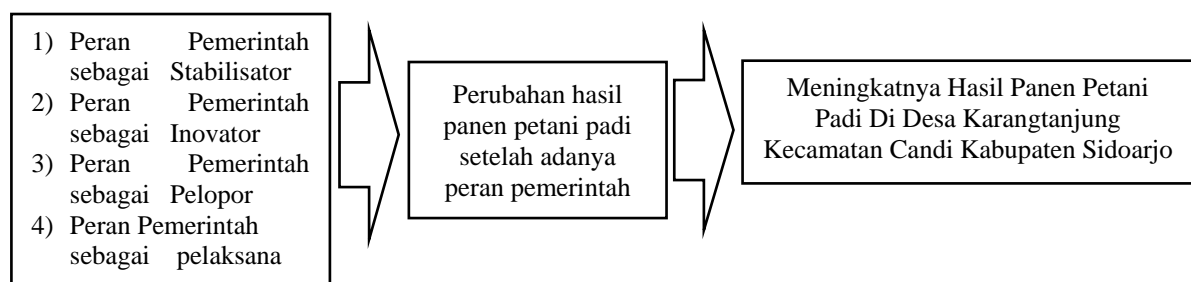 1) Peran Pemerintah
sebagai Stabilisator
2) Peran Pemerintah
sebagai Inovator
3) Peran Pemerintah
sebagai Pelopor
4) Peran Pemerintah
sebagai pelaksana
Perubahan hasil
panen petani padi
setelah adanya
peran pemerintah
Meningkatnya Hasil Panen Petani
Padi Di Desa Karangtanjung
Kecamatan Candi Kabupaten Sidoarjo